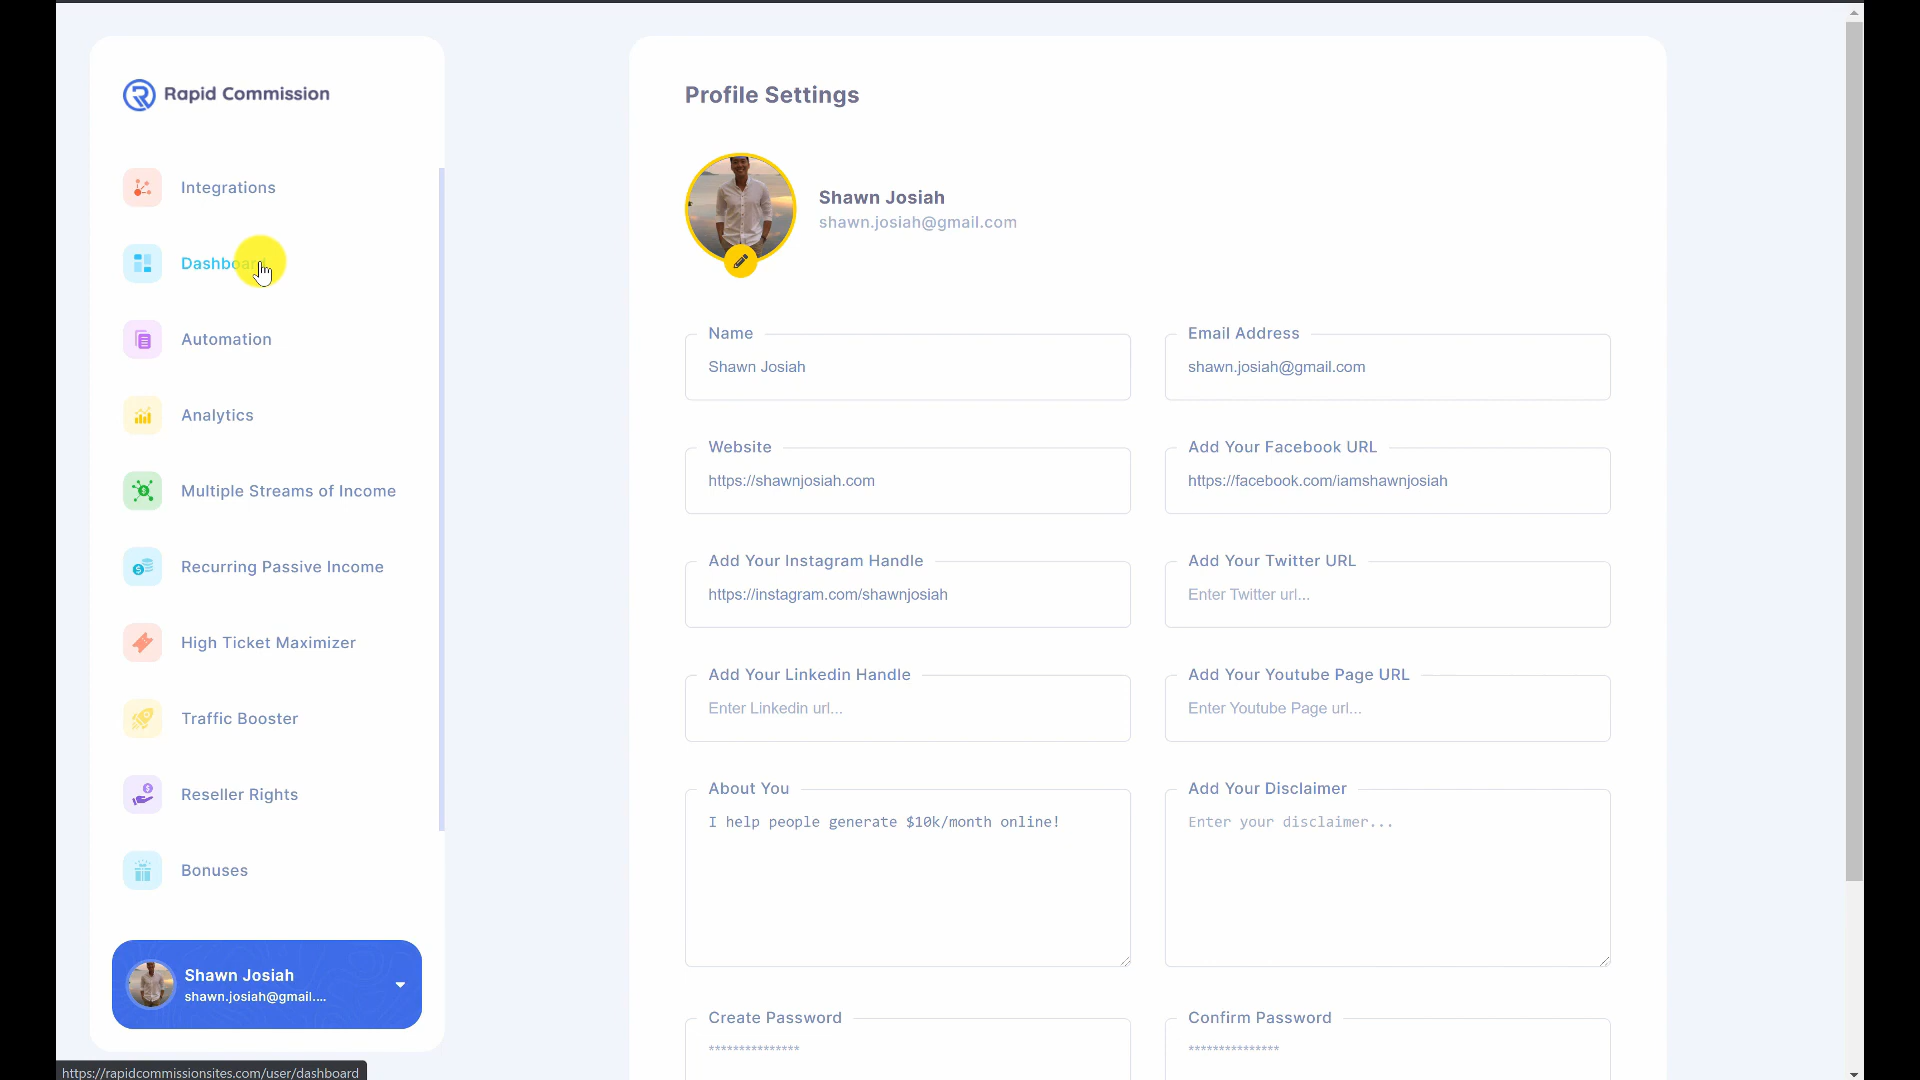 Rapid Commission
Integrations
Dashboard
Automation
Analytics
Multiple Streams of Income
Recurring Passive Income
High Ticket Maximizer
Traffic Booster
Reseller Rights
Bonuses
Shawn Josiah
shawn.josiah@gmail....
https://rapidcommissionsites.com/user/dashboard
Profile Settings
Shawn Josiah
shawn.josiah@gmail.com
Name
Shawn Josiah
Email Address
shawn.josiah@gmail.com
Website
https://shawnjosiah.com
Add Your Facebook URL
https://facebook.com/iamshawnjosiah
Add Your Instagram Handle
https://instagram.com/shawnjosiah
Add Your Twitter URL
Enter Twitter url...
Add Your Linkedin Handle
Enter Linkedin url...
Add Your Youtube Page URL
Enter Youtube Page url...
About You
I help people generate $10k/month online!
Add Your Disclaimer
Enter your disclaimer...
Create Password
***************
Confirm Password
***************